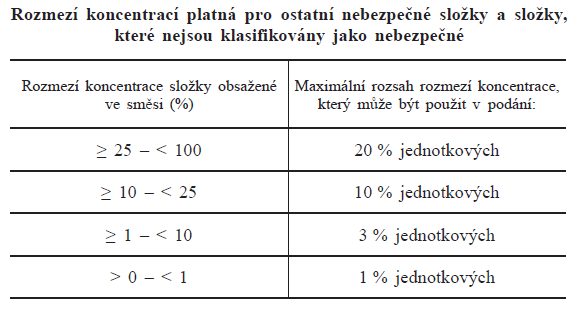 Rozmezí koncentrací platná pro ostatní nebezpečné složky a složky,
které nejsou klasifikovány jako nebezpečné
Rozmezí koncentrace složky obsažené
ve směsi (%)
Maximální rozsah rozmezí koncentrace,
který může být použit v podání:
≥ 25 – < 100 20 % jednotkových
≥ 10 – < 25 10 % jednotkových
≥ 1 – < 10 3 % jednotkových
> 0 – < 1 1 % jednotkových